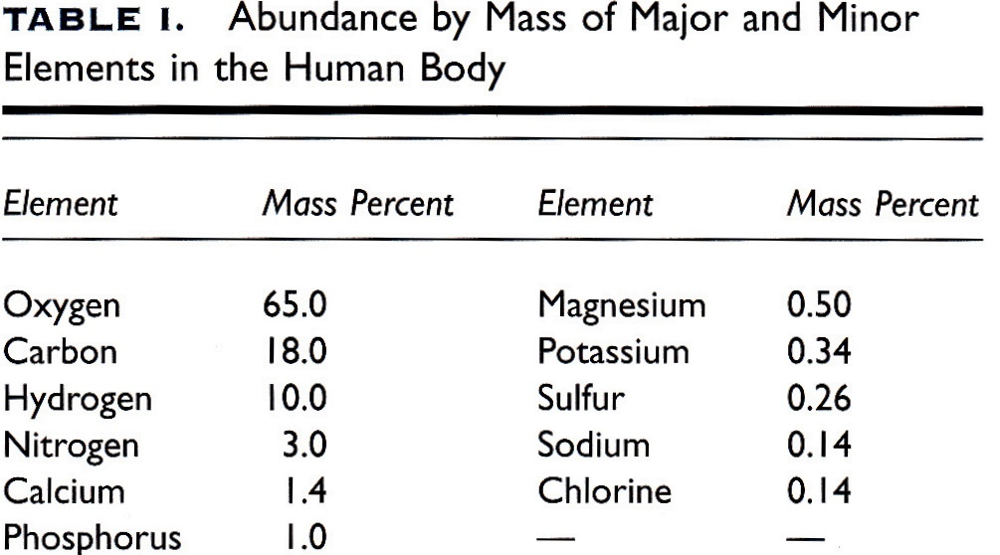 TABLE I. Abundance by Mass of Major and Minor
Elements in the Human Body
Element Mass Percent Element Mass Percent
Oxygen 65.0 Magnesium 0.50
Carbon 18.0 Potassium 0.34
Hydrogen 10.0 Sulfur 0.26
Nitrogen 3.0 Sodium 0.14
Calcium 1.4 Chlorine 0.14
Phosphorus 1.0 — —